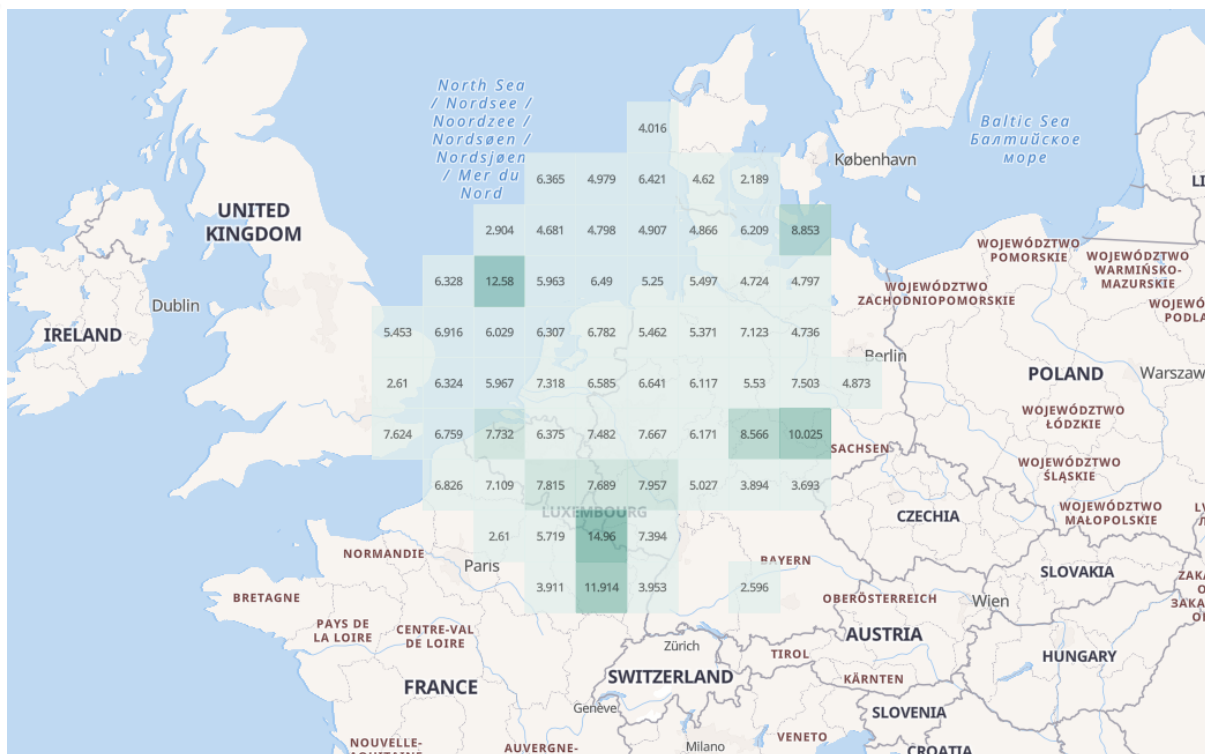 North Sea
/ Nordsee /
Noordzee /
Nordsøen /
Nordsjøen
/ Mer du
Nord
4.016
Baltic Sea
Балтийское
море
København
6.365 4.979 6.421 4.62 2.189
UNITED
KINGDOM
2.904 4.681 4.798 4.907 4.866 6.209 8.853
WOJEWÓDZTWO
POMORSKIE
WOJEWÓDZTWO
WARMIŃSKO-
MAZURSKIE
6.328 12.58 5.963 6.49 5.25 5.497 4.724 4.797
WOJEWÓDZTWO
ZACHODNIOPOMORSKIE
Dublin
IRELAND
5.453 6.916 6.029 6.307 6.782 5.462 5.371 7.123 4.736
Berlin
POLAND
Warszaw
2.61 6.324 5.967 7.318 6.585 6.641 6.117 5.53 7.503 4.873
WOJEWÓDZTWO
ŁÓDZKIE
7.624 6.759 7.732 6.375 7.482 7.667 6.171 8.566 10.025
SACHSEN
WOJEWÓDZTWO
ŚLĄSKIE
6.826 7.109 7.815 7.689 7.957 5.027 3.894 3.693
LUXEMBOURG
CZECHIA
WOJEWÓDZTWO
MAŁOPOLSKIE
2.61 5.719 14.96 7.394
NORMANDIE
Paris
BAYERN
SLOVAKIA
3.911 11.914 3.953 2.596
BRETAGNE
OBERÖSTERREICH
Wien
PAYS DE
LA LOIRE
CENTRE-VAL
DE LOIRE
AUSTRIA
Zürich
TIROL
HUNGARY
SWITZERLAND
KÄRNTEN
FRANCE
Genève
SLOVENIA
VENETO
NOUVELLE-
AUVERGNE-
Milano
CROATIA